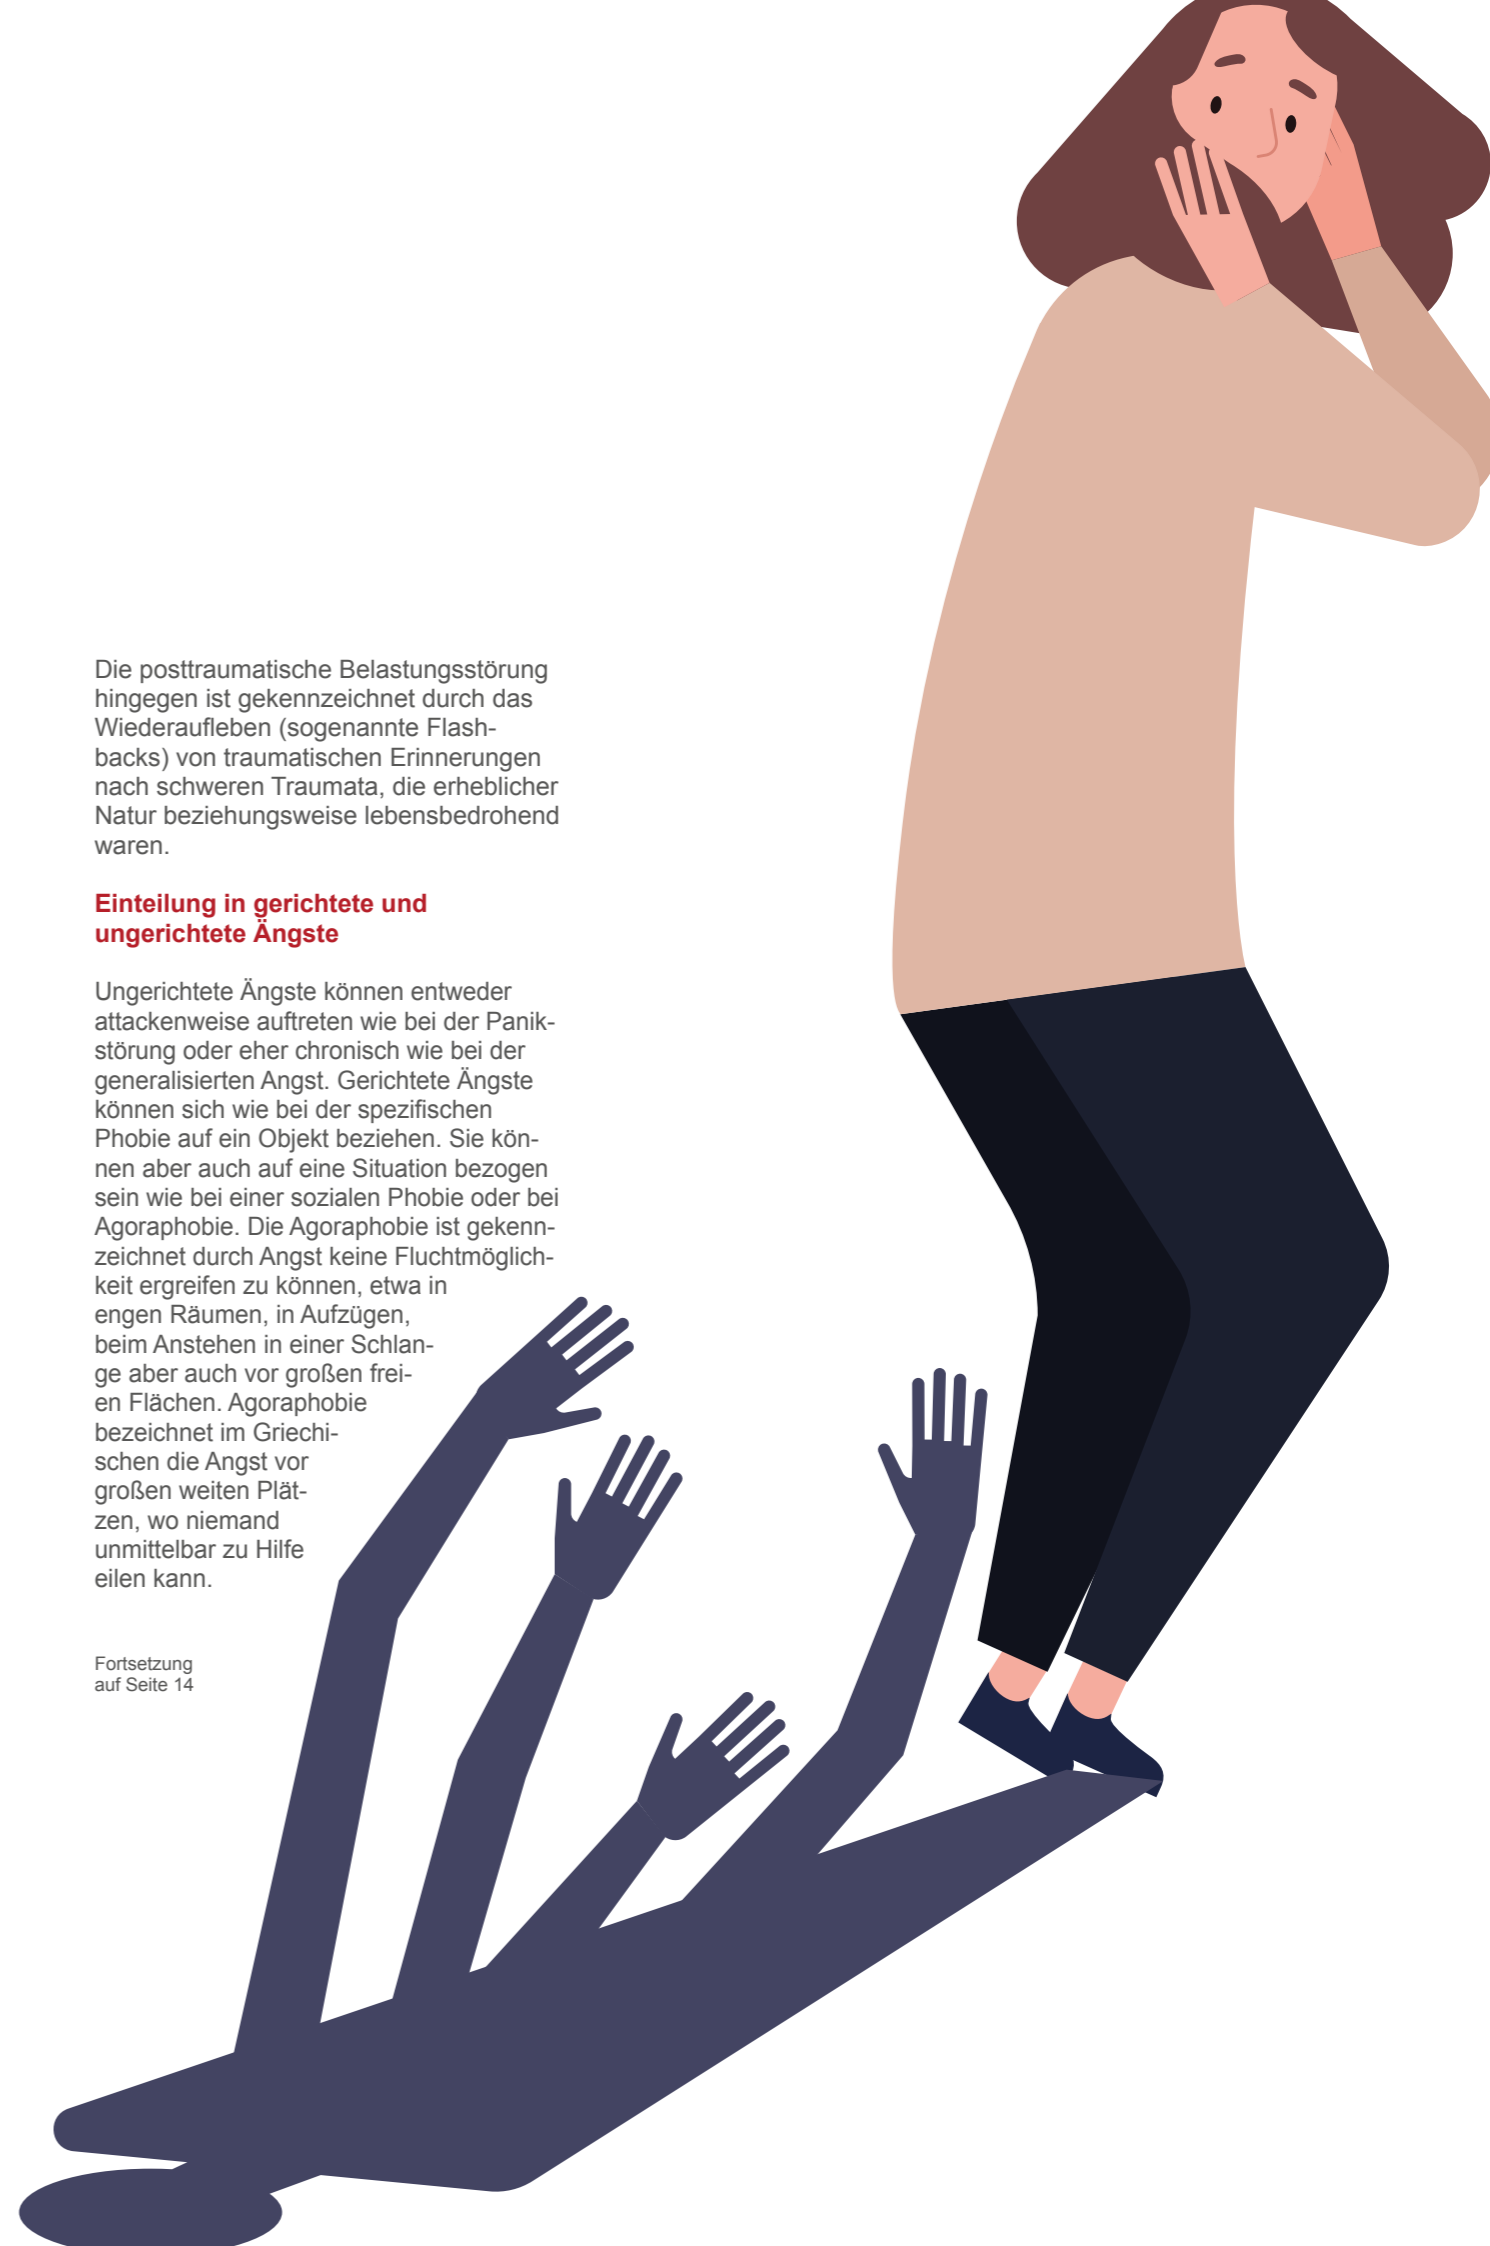 Die posttraumatische Belastungsstörung
hingegen ist gekennzeichnet durch das
Wiederaufleben (sogenannte Flash-
backs) von traumatischen Erinnerungen
nach schweren Traumata, die erheblicher
Natur beziehungsweise lebensbedrohend
waren.
Einteilung in gerichtete und
ungerichtete Ängste
Ungerichtete Ängste können entweder
attackenweise auftreten wie bei der Panik-
störung oder eher chronisch wie bei der
generalisierten Angst. Gerichtete Ängste
können sich wie bei der spezifischen
Phobie auf ein Objekt beziehen. Sie kön-
nen aber auch auf eine Situation bezogen
sein wie bei einer sozialen Phobie oder bei
Agoraphobie. Die Agoraphobie ist gekenn-
zeichnet durch Angst keine Fluchtmöglich-
keit ergreifen zu können, etwa in
engen Räumen, in Aufzügen,
beim Anstehen in einer Schlan-
ge aber auch vor großen frei-
en Flächen. Agoraphobie
bezeichnet im Griechi-
schen die Angst vor
großen weiten Plät-
zen, wo niemand
unmittelbar zu Hilfe
eilen kann.
Fortsetzung
auf Seite 14